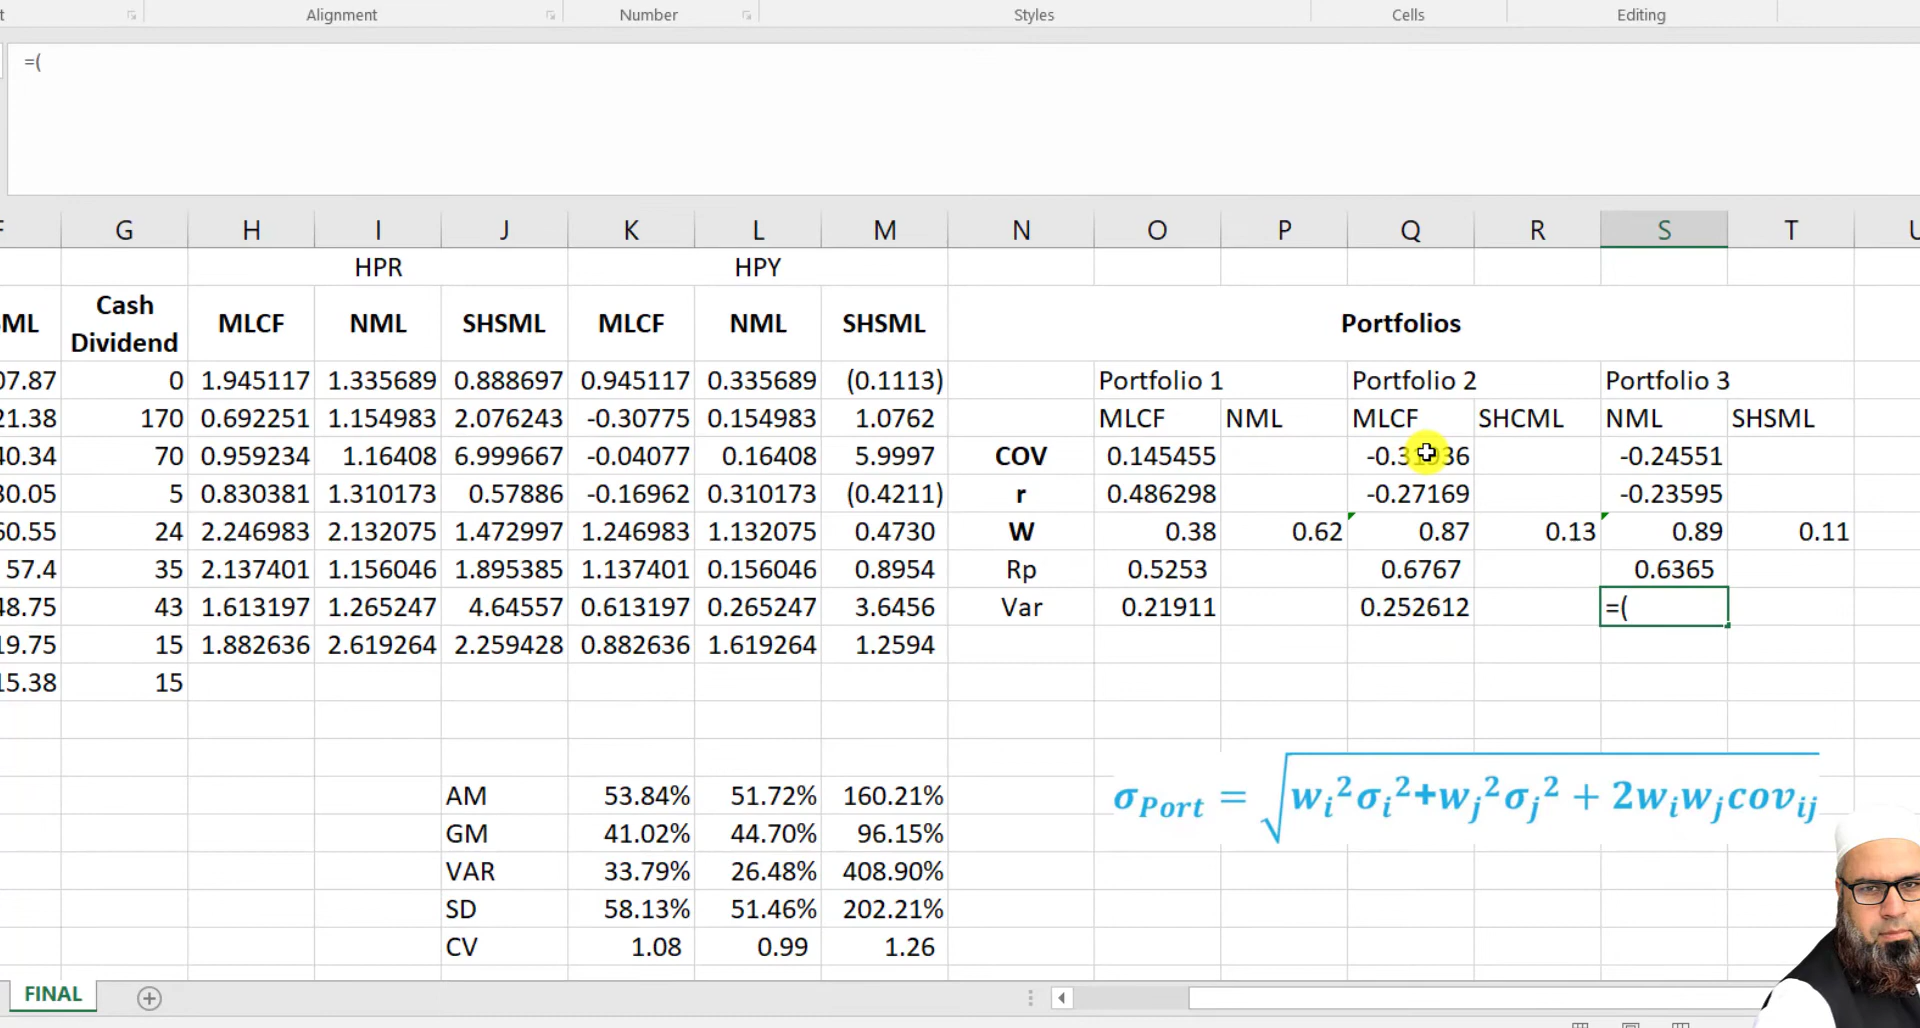 t Alignment Number Styles Cells Editing
=(
F G H I J K L M N O P Q R S T U
HPR HPY
ML Cash Dividend MLCF NML SHSML MLCF NML SHSML Portfolios
07.87 0 1.945117 1.335689 0.888697 0.945117 0.335689 (0.1113) Portfolio 1 Portfolio 2 Portfolio 3
21.38 170 0.692251 1.154983 2.076243 -0.30775 0.154983 1.0762 MLCF NML MLCF SHCML NML SHSML
40.34 70 0.959234 1.16408 6.999667 -0.04077 0.16408 5.9997 COV 0.145455 -0.24551
30.05 5 0.830381 1.310173 0.57886 -0.16962 0.310173 (0.4211) r 0.486298 -0.27169 -0.23595
60.55 24 2.246983 2.132075 1.472997 1.246983 1.132075 0.4730 W 0.38 0.62 0.87 0.13 0.89 0.11
57.4 35 2.137401 1.156046 1.895385 1.137401 0.156046 0.8954 Rp 0.5253 0.6767 0.6365
48.75 43 1.613197 1.265247 4.64557 0.613197 0.265247 3.6456 Var 0.21911 0.252612 =(
19.75 15 1.882636 2.619264 2.259428 0.882636 1.619264 1.2594
15.38 15
AM 53.84% 51.72% 160.21%
σPort = √wi²σi²+wj²σj² + 2wiwjcovij
GM 41.02% 44.70% 96.15%
VAR 33.79% 26.48% 408.90%
SD 58.13% 51.46% 202.21%
CV 1.08 0.99 1.26
FINAL